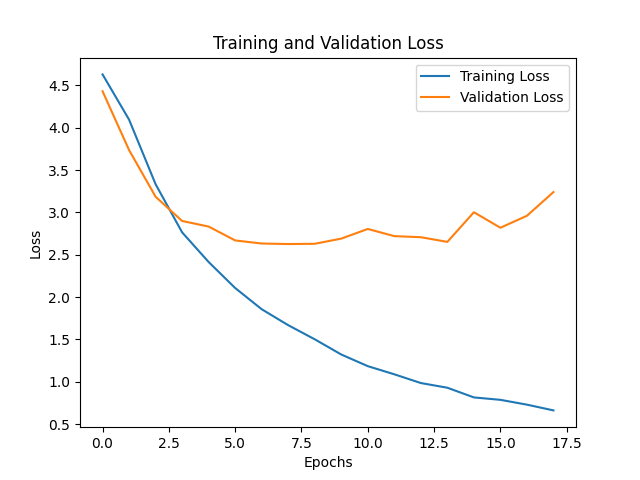 Training and Validation Loss
Training Loss
Validation Loss
Loss
4.5
4.0
3.5
3.0
2.5
2.0
1.5
1.0
0.5
0.0 2.5 5.0 7.5 10.0 12.5 15.0 17.5
Epochs